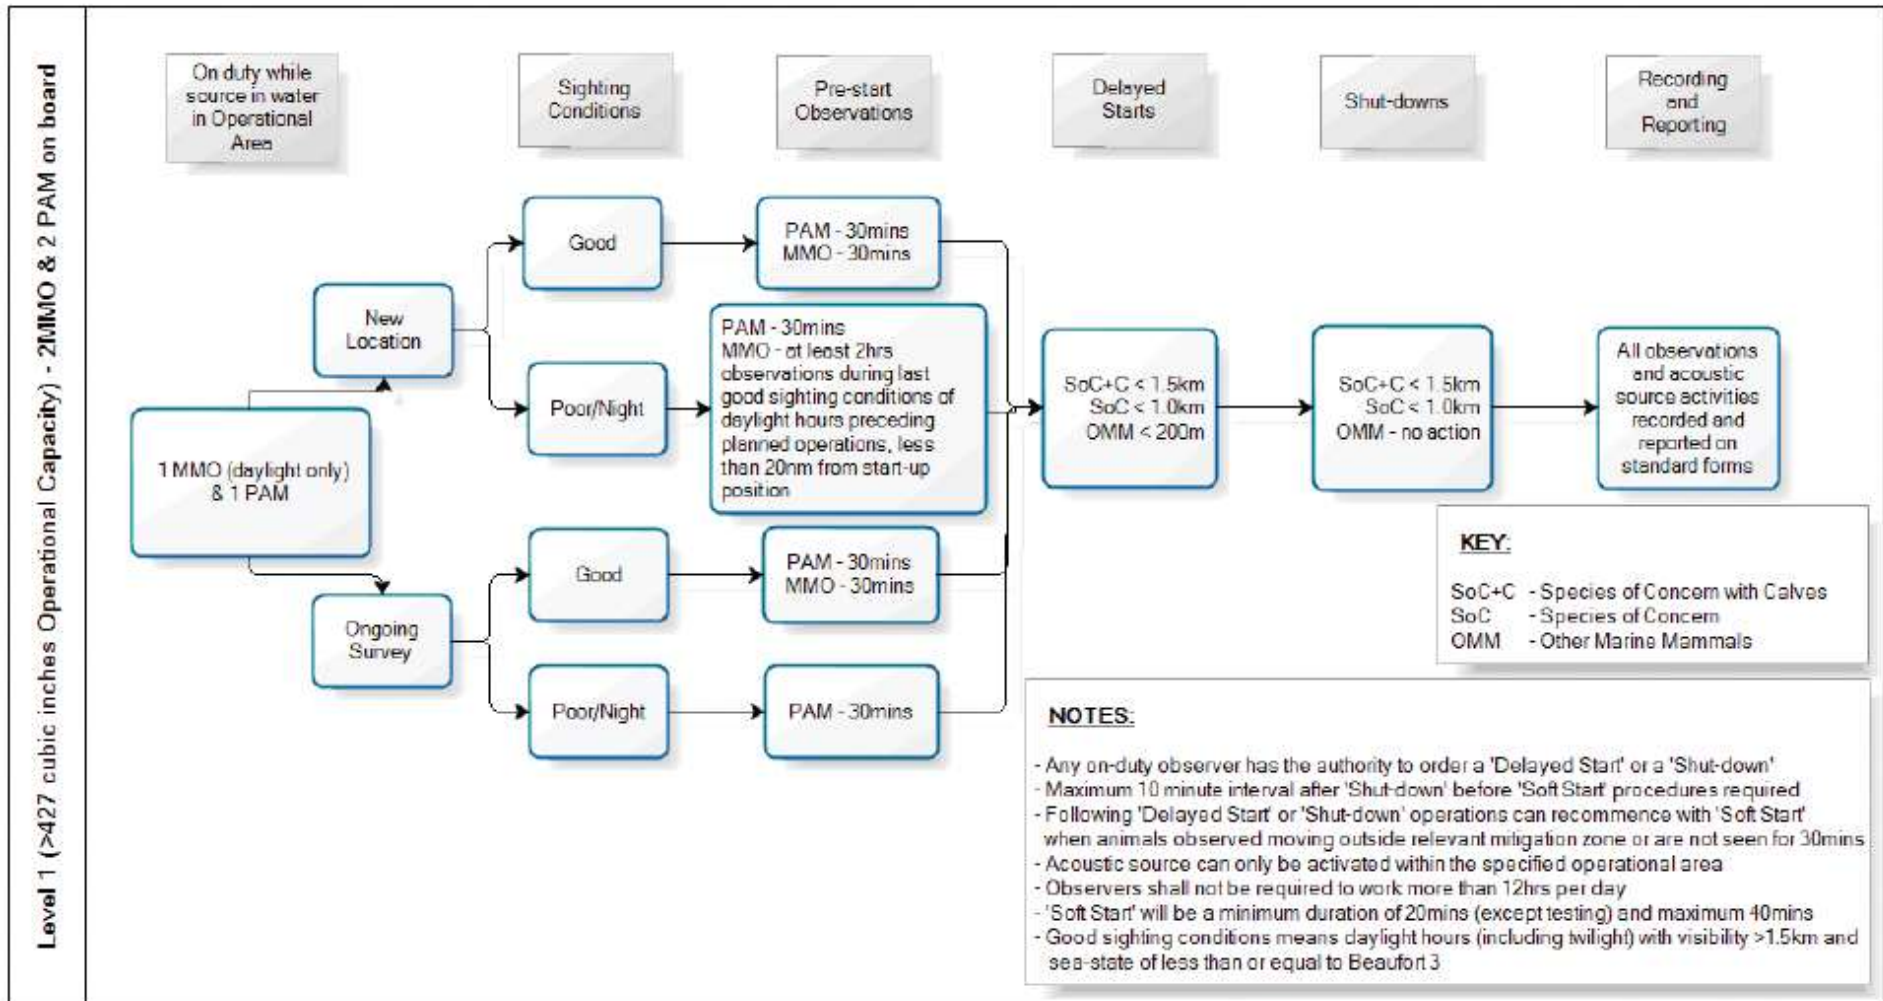 Level 1 (>427 cubic inches Operational Capacity) - 2MMO & 2 PAM on board
On duty while
source in water
in Operational
Area
Sighting
Conditions
Pre-start
Observations
Delayed
Starts
Shut-downs
Recording
and
Reporting
1 MMO (daylight only)
& 1 PAM
New
Location
Good
PAM - 30mins
MMO - 30mins
Poor/Night
PAM - 30mins
MMO - at least 2hrs
observations during last
good sighting conditions of
daylight hours preceding
planned operations, less
than 20nm from start-up
position
Ongoing
Survey
Good
PAM - 30mins
MMO - 30mins
Poor/Night
PAM - 30mins
SoC+C < 1.5km
SoC < 1.0km
OMM < 200m
SoC+C < 1.5km
SoC < 1.0km
OMM - no action
All observations
and acoustic
source activities
recorded and
reported on
standard forms
KEY:
SoC+C - Species of Concern with Calves
SoC - Species of Concern
OMM - Other Marine Mammals
NOTES:
- Any on-duty observer has the authority to order a 'Delayed Start' or a 'Shut-down'
- Maximum 10 minute interval after 'Shut-down' before 'Soft Start' procedures required
- Following 'Delayed Start' or 'Shut-down' operations can recommence with 'Soft Start'
when animals observed moving outside relevant mitigation zone or are not seen for 30mins
- Acoustic source can only be activated within the specified operational area
- Observers shall not be required to work more than 12hrs per day
- 'Soft Start' will be a minimum duration of 20mins (except testing) and maximum 40mins
- Good sighting conditions means daylight hours (including twilight) with visibility >1.5km and
sea-state of less than or equal to Beaufort 3